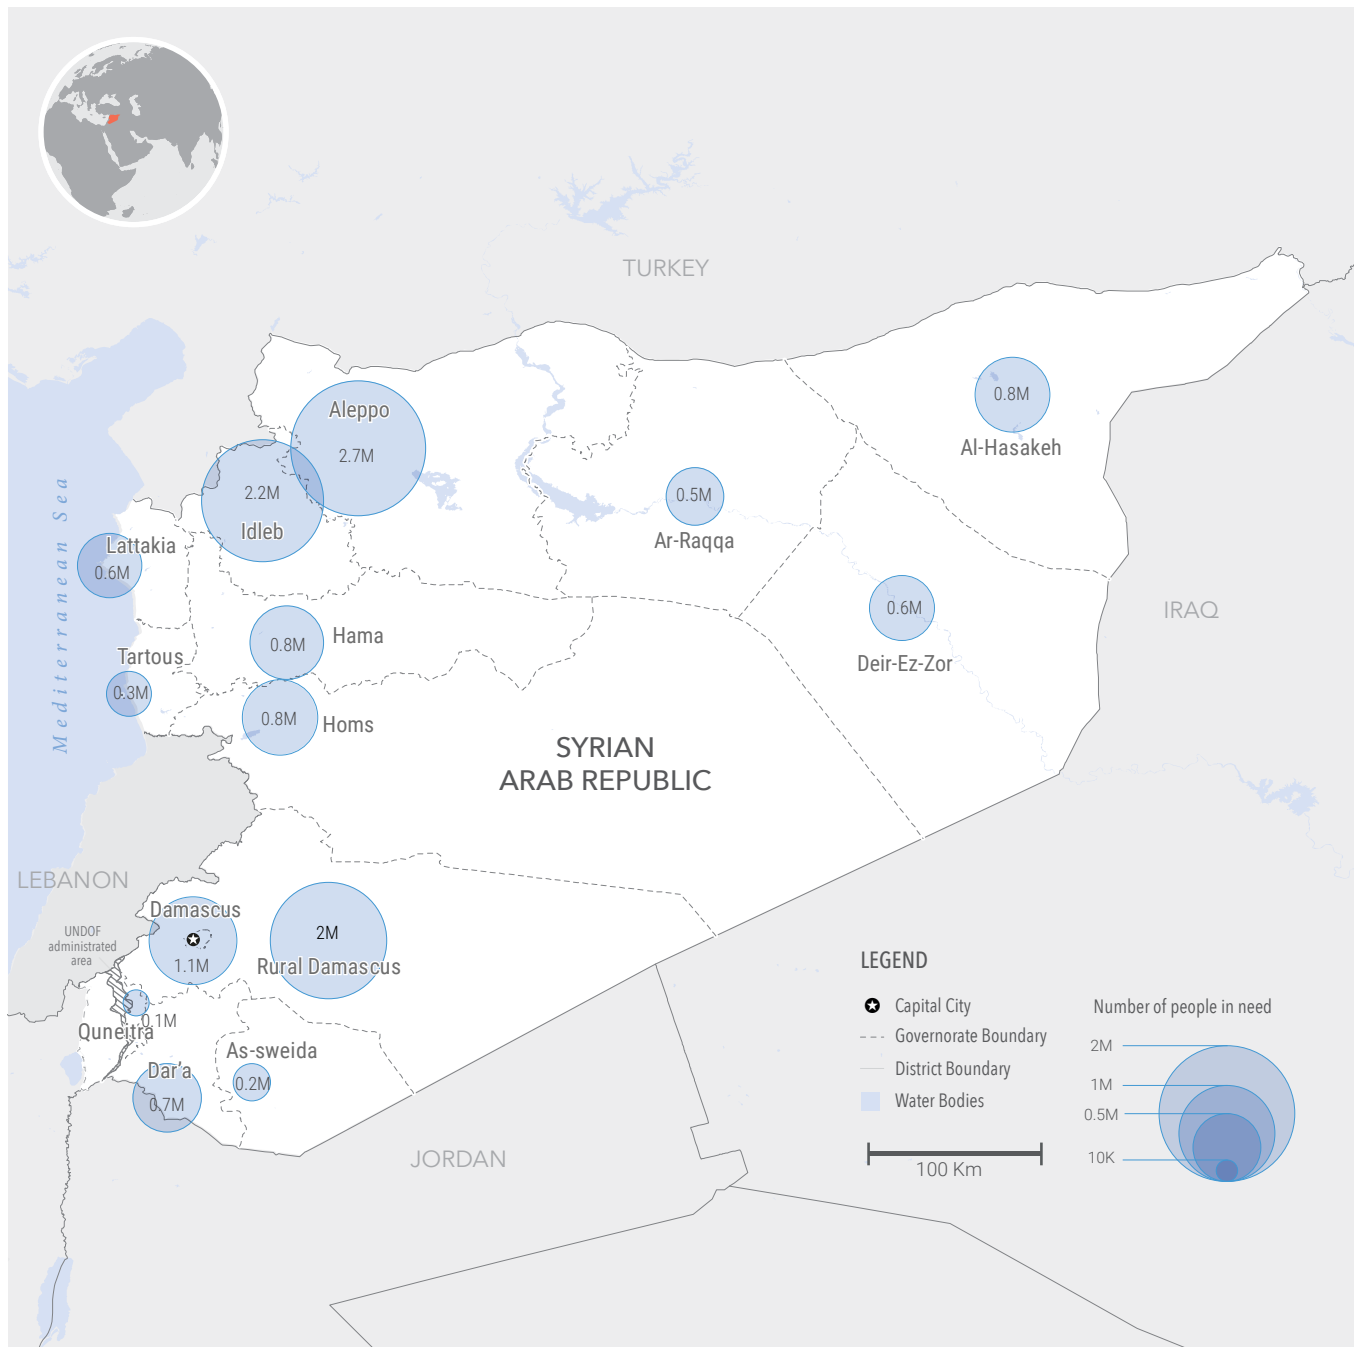 TURKEY
Aleppo
2.7M
0.8M
Al-Hasakeh
2.2M
Idleb
0.5M
Ar-Raqqa
Mediterranean Sea
Lattakia
0.6M
0.6M
Deir-Ez-Zor
IRAQ
0.8M
Hama
Tartous
0.3M
0.8M
Homs
SYRIAN
ARAB REPUBLIC
LEBANON
Damascus
1.1M
2M
Rural Damascus
UNDOF
administrated
area
0.1M
Quneitra
As-sweida
0.2M
Dar'a
0.7M
JORDAN
LEGEND
Capital City
Governorate Boundary
District Boundary
Water Bodies
100 Km
Number of people in need
2M
1M
0.5M
10K